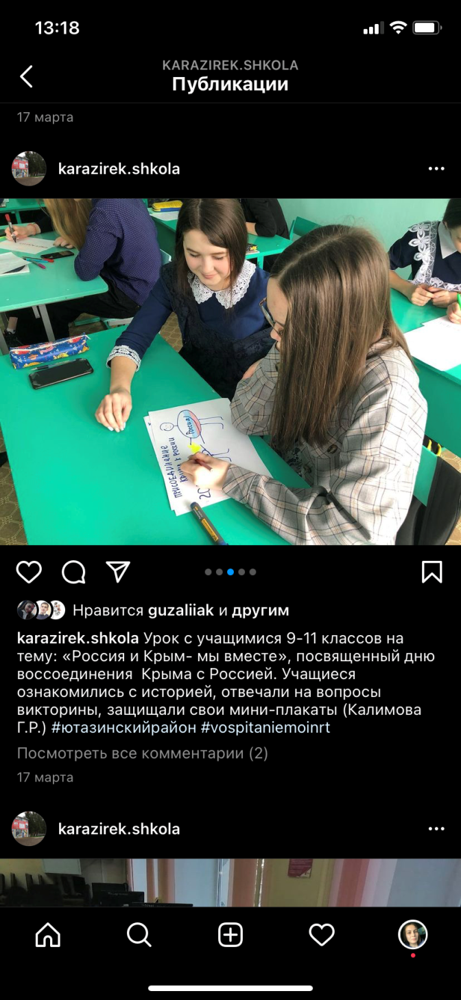 13:18
KARAZIREK.SHKOLA
Публикации
17 марта
karazirek.shkola
ПРИСОЕДИНЕНИЕ
КРЫМА К РОССИИ
Россия
20
Нравится guzaliiak и другим
karazirek.shkola Урок с учащимися 9-11 классов на
тему: «Россия и Крым- мы вместе», посвященный дню
воссоединения Крыма с Россией. Учащиеся
ознакомились с историей, отвечали на вопросы
викторины, защищали свои мини-плакаты (Калимова
Г.Р.) #ютазинскийрайон #vospitaniemoinrt
Посмотреть все комментарии (2)
17 марта
karazirek.shkola